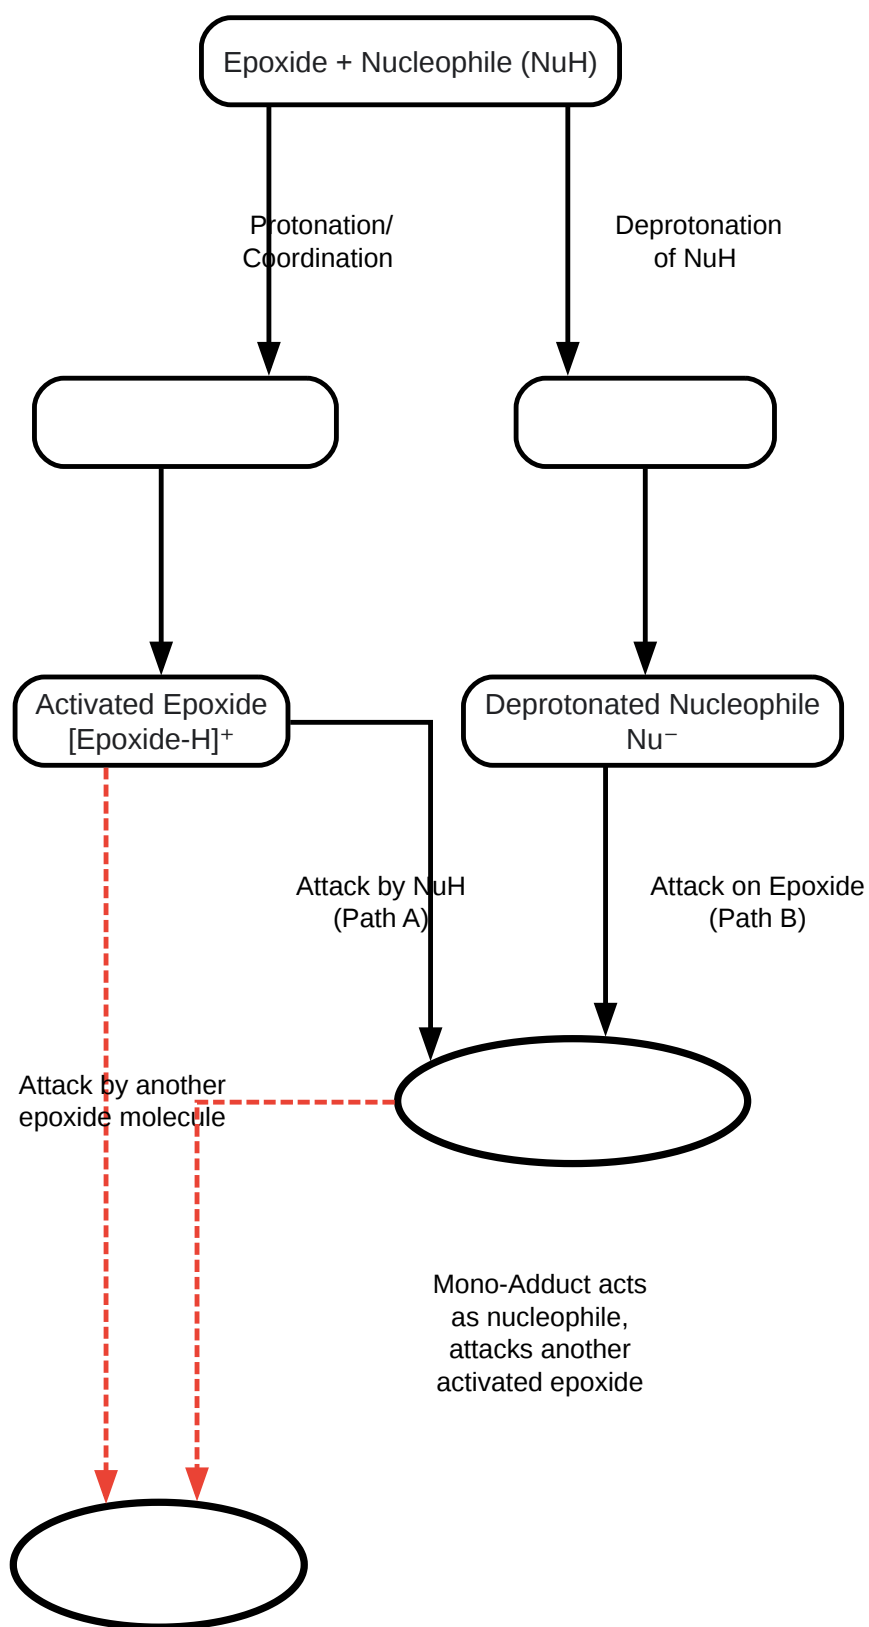 Epoxide + Nucleophile (NuH)
Protonation/
Coordination
Deprotonation
of NuH
Activated Epoxide
[Epoxide-H]⁺
Deprotonated Nucleophile
Nu⁻
Attack by NuH
(Path A)
Attack on Epoxide
(Path B)
Attack by another
epoxide molecule
Mono-Adduct acts
as nucleophile,
attacks another
activated epoxide